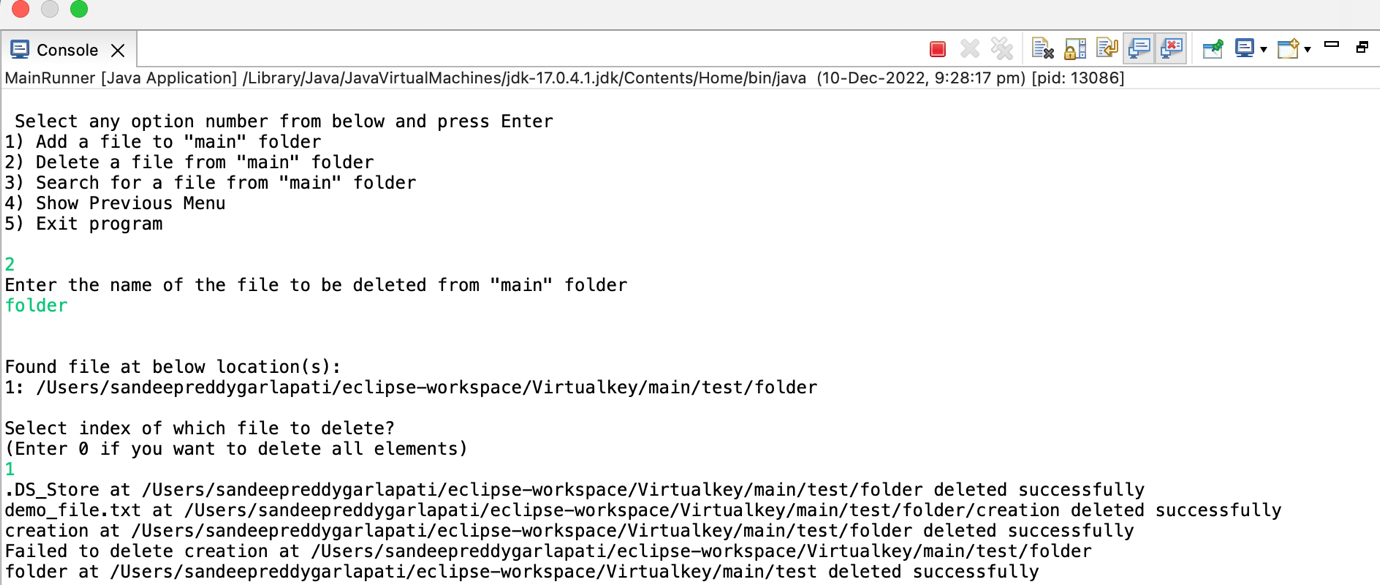 Console
MainRunner [Java Application] /Library/Java/JavaVirtualMachines/jdk-17.0.4.1.jdk/Contents/Home/bin/java  (10-Dec-2022, 9:28:17 pm) [pid: 13086]
Select any option number from below and press Enter
1) Add a file to "main" folder
2) Delete a file from "main" folder
3) Search for a file from "main" folder
4) Show Previous Menu
5) Exit program
2
Enter the name of the file to be deleted from "main" folder
folder
Found file at below location(s):
1: /Users/sandeepreddygarlapati/eclipse-workspace/Virtualkey/main/test/folder
Select index of which file to delete?
(Enter 0 if you want to delete all elements)
1
.DS_Store at /Users/sandeepreddygarlapati/eclipse-workspace/Virtualkey/main/test/folder deleted successfully
demo_file.txt at /Users/sandeepreddygarlapati/eclipse-workspace/Virtualkey/main/test/folder/creation deleted successfully
creation at /Users/sandeepreddygarlapati/eclipse-workspace/Virtualkey/main/test/folder deleted successfully
Failed to delete creation at /Users/sandeepreddygarlapati/eclipse-workspace/Virtualkey/main/test/folder
folder at /Users/sandeepreddygarlapati/eclipse-workspace/Virtualkey/main/test deleted successfully